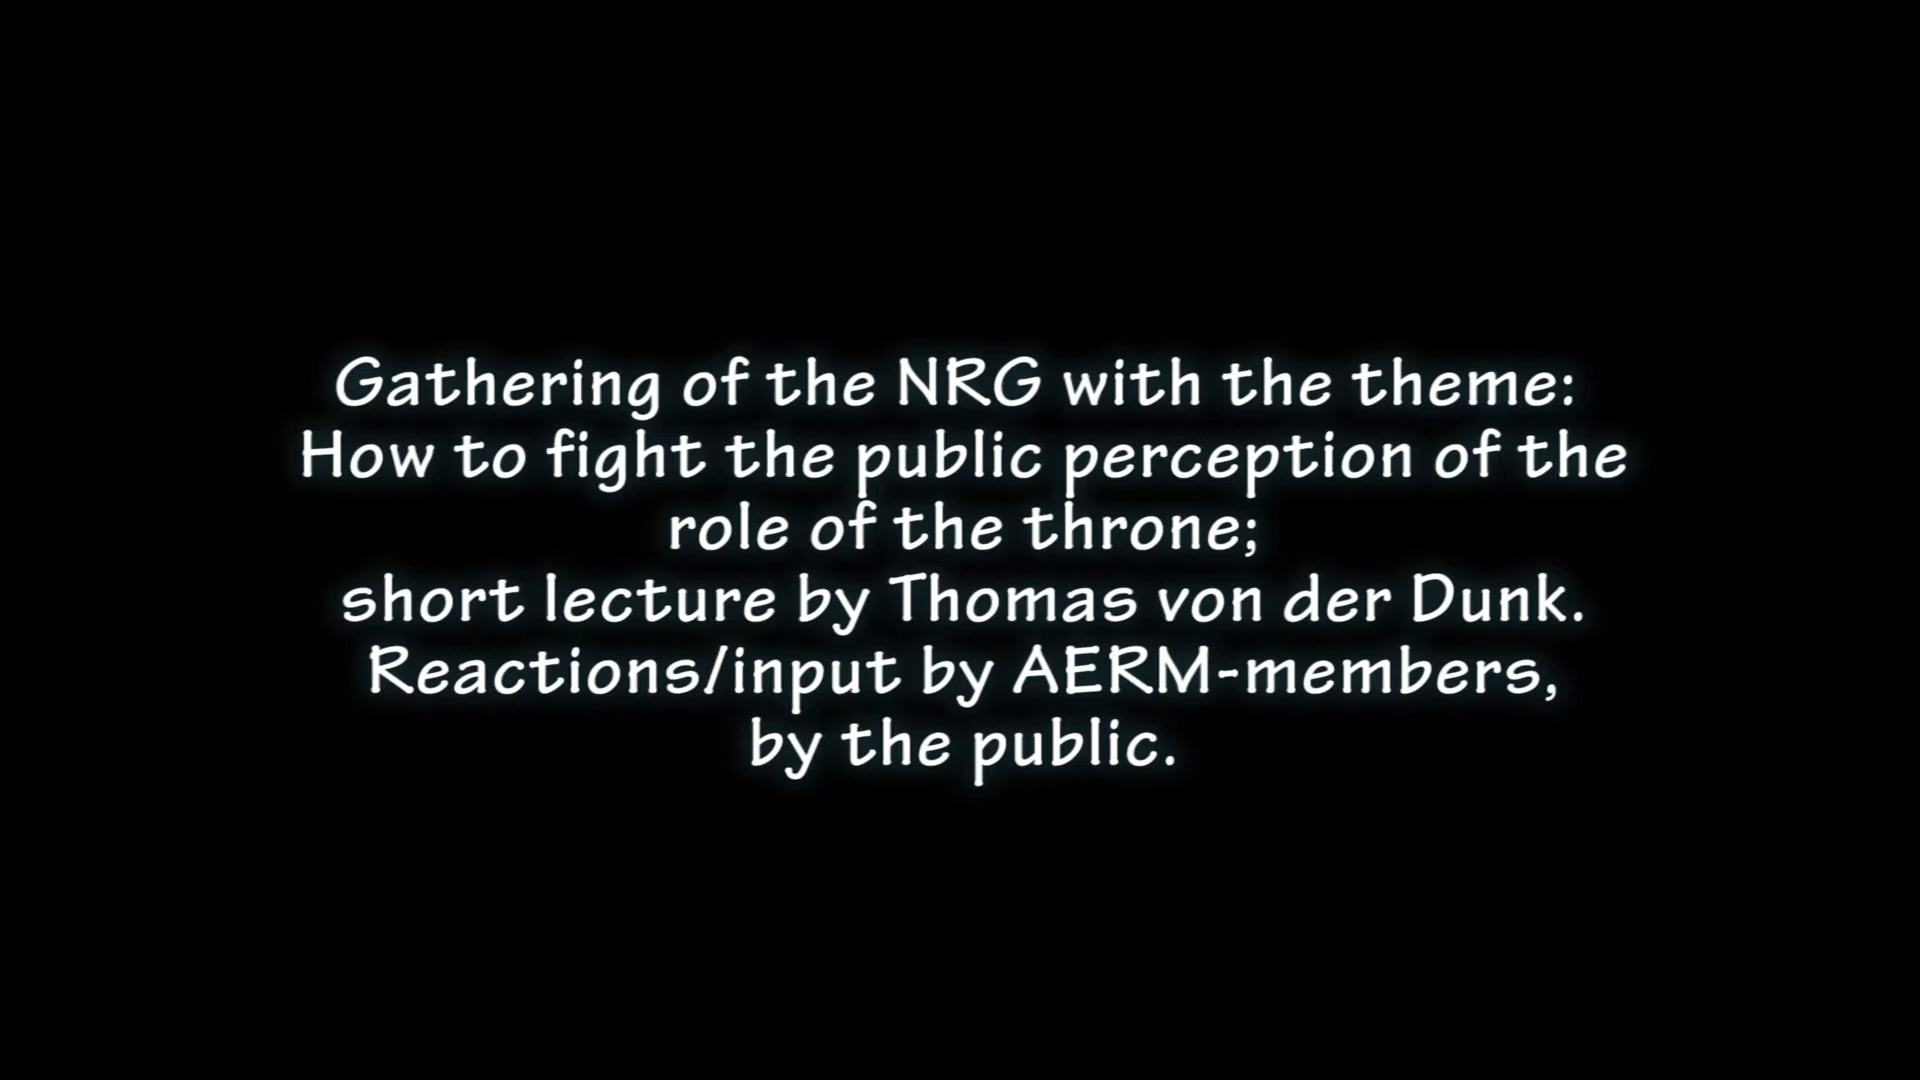 Gathering of the NRG with the theme:
How to fight the public perception of the
role of the throne;
short lecture by Thomas von der Dunk.
Reactions/input by AERM-members,
by the public.